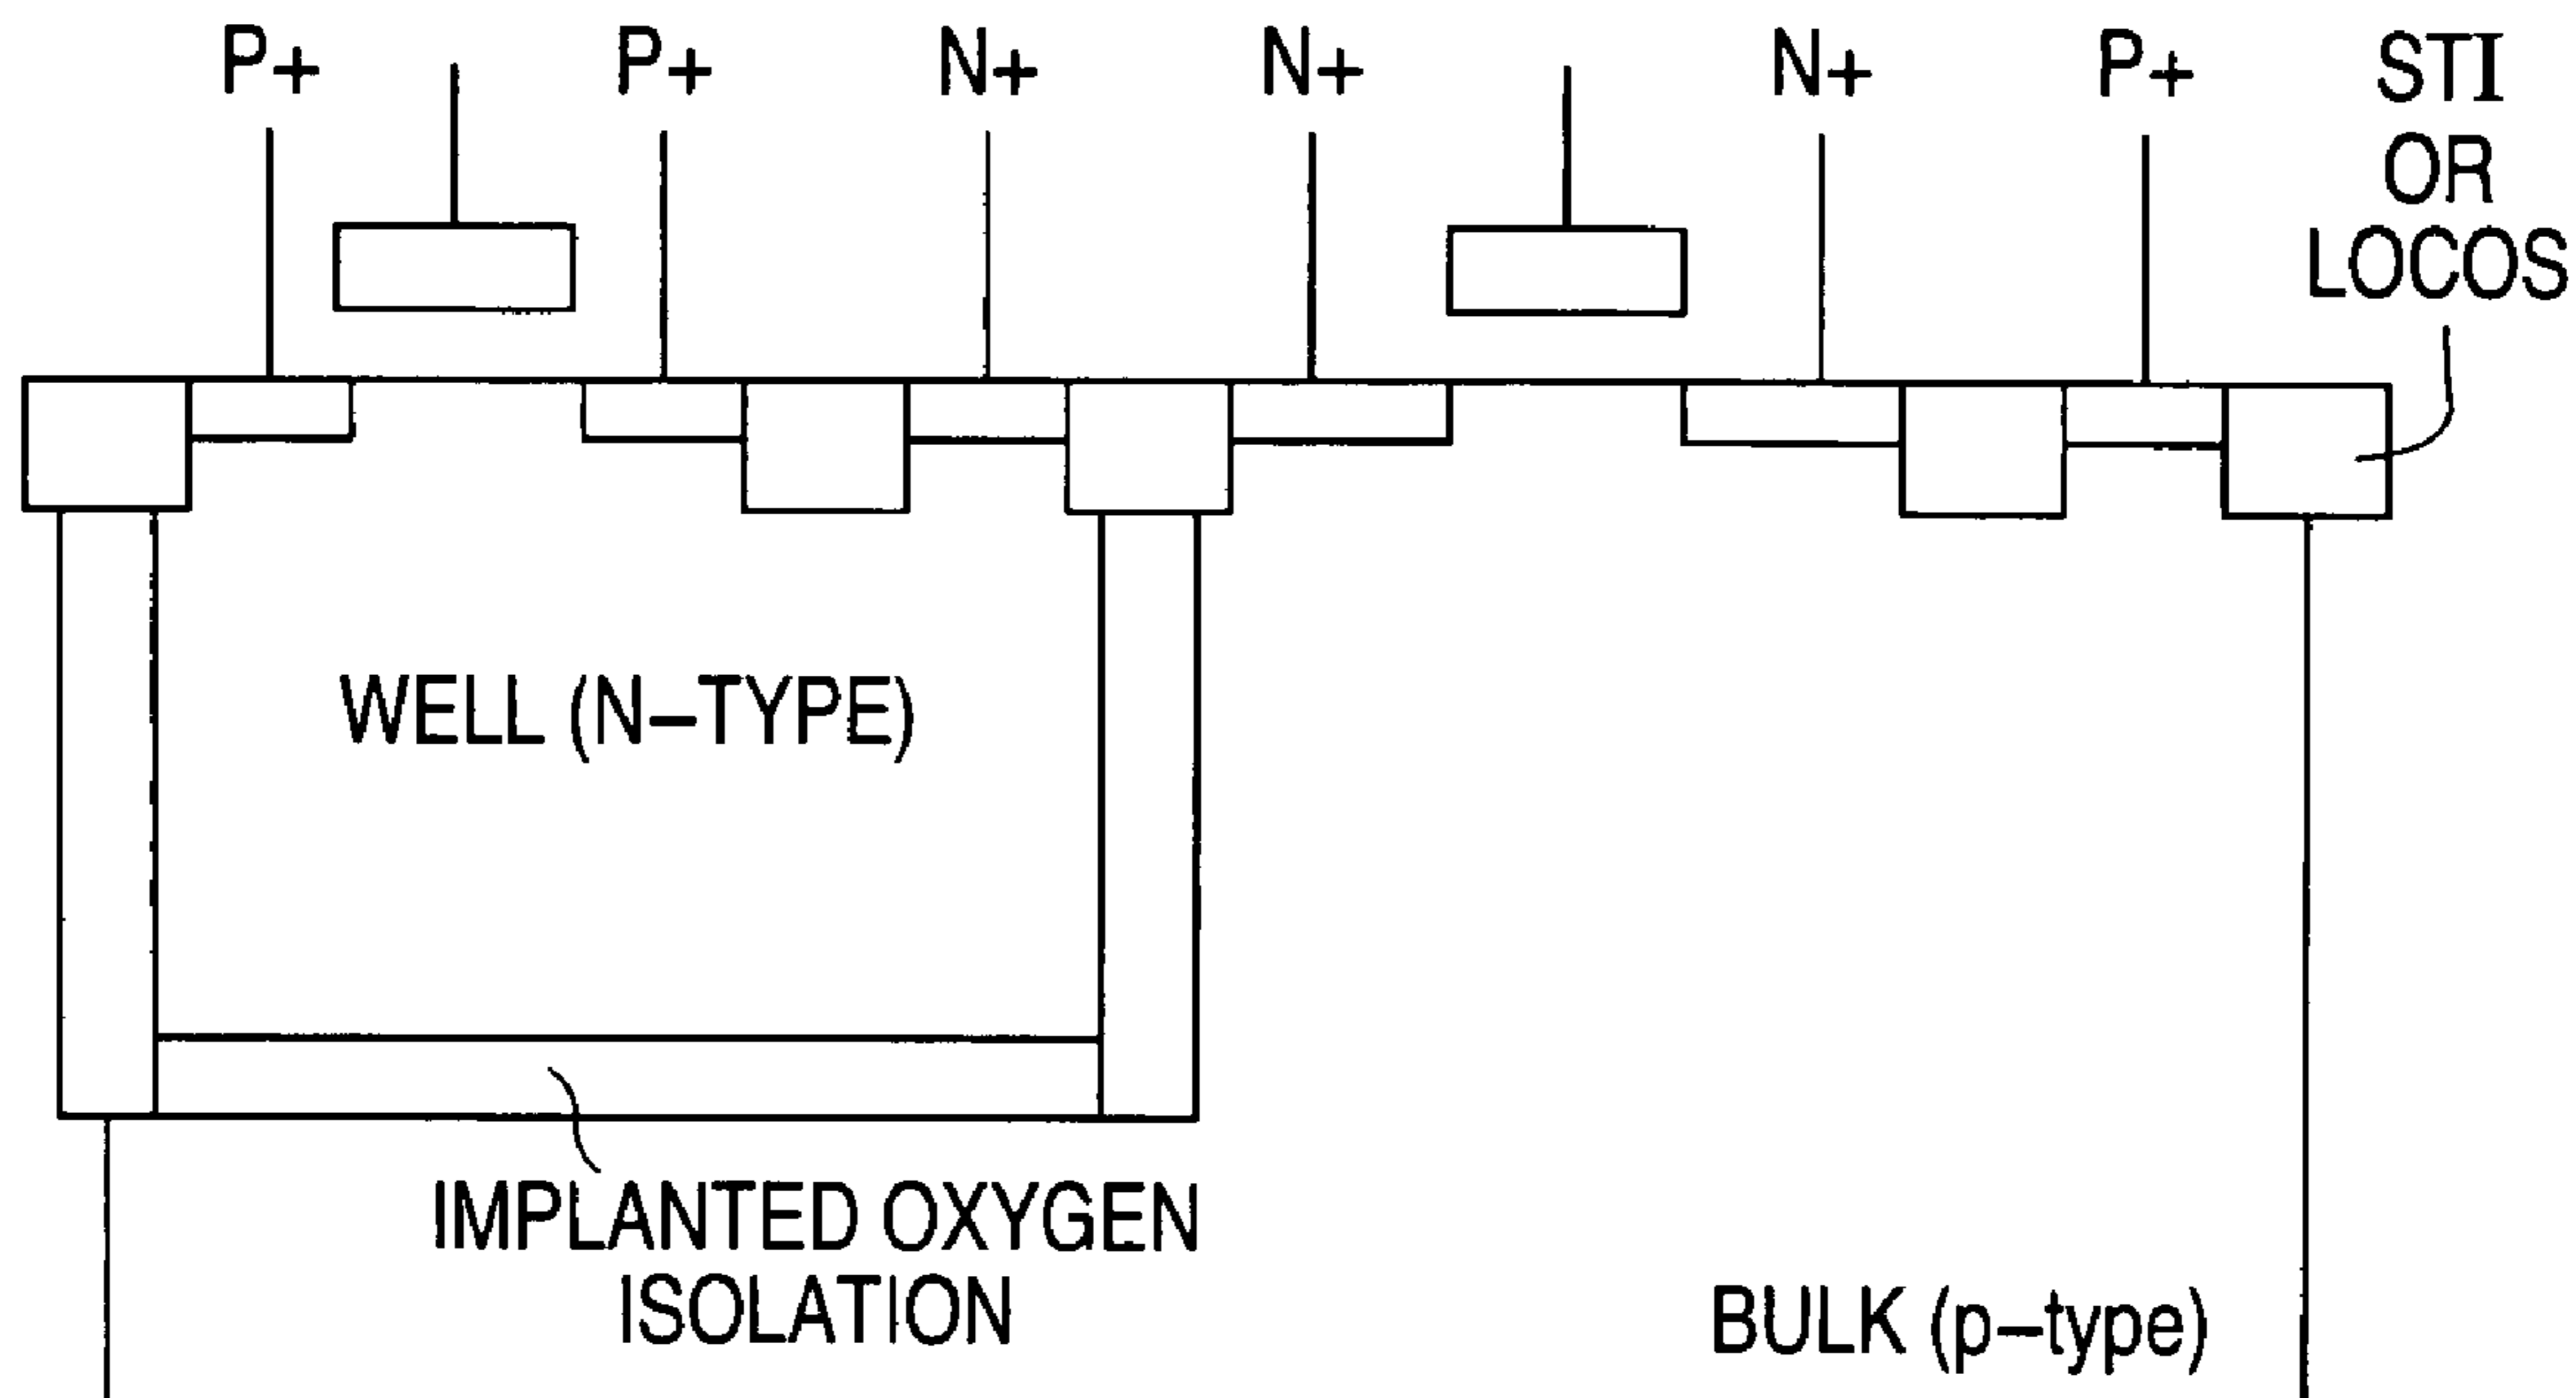 P+
P+
N+
N+
N+
P+
STI
OR
LOCOS
WELL (N–TYPE)
IMPLANTED OXYGEN
ISOLATION
BULK (p–type)